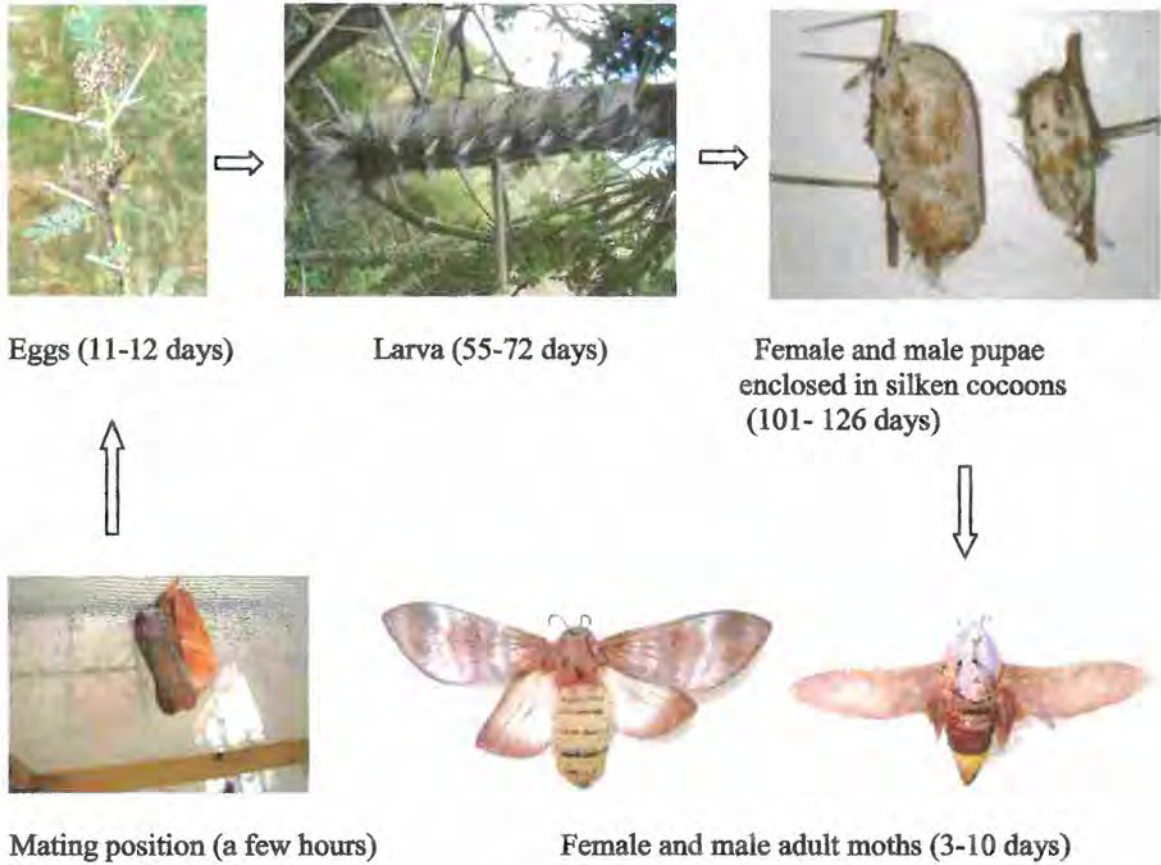 Eggs (11-12 days)
Larva (55-72 days)
Female and male pupae
enclosed in silken cocoons
(101- 126 days)
Mating position (a few hours)
Female and male adult moths (3-10 days)